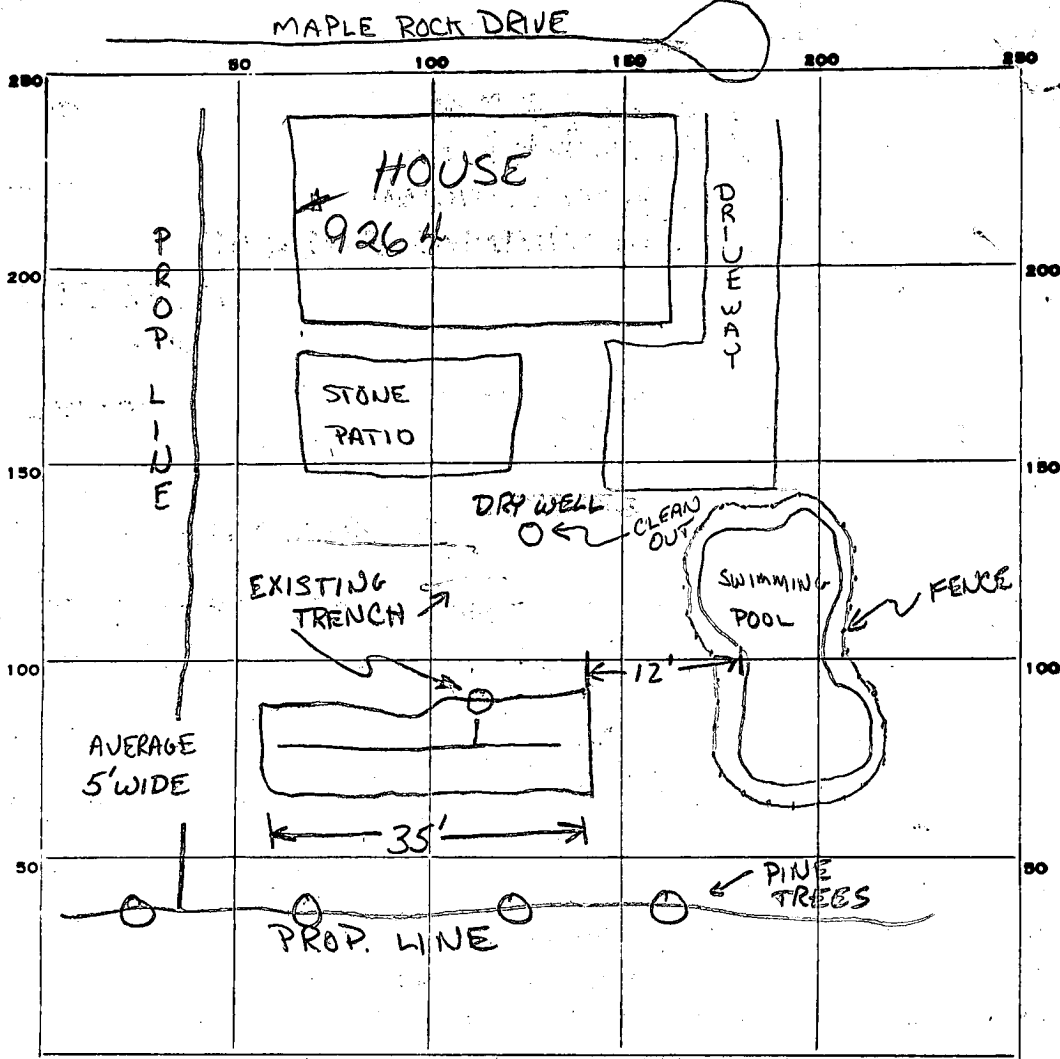 MAPLE ROCK DRIVE
50 100 150 200 250
250
HOUSE
# 9264
DRIVEWAY
PROP. LINE
200 200
STONE
PATIO
150 150
DRY WELL
CLEAN
OUT
EXISTING
TRENCH
SWIMMING
POOL
FENCE
100 100
12'
AVERAGE
5' WIDE
35'
50 50
PINE
TREES
PROP. LINE